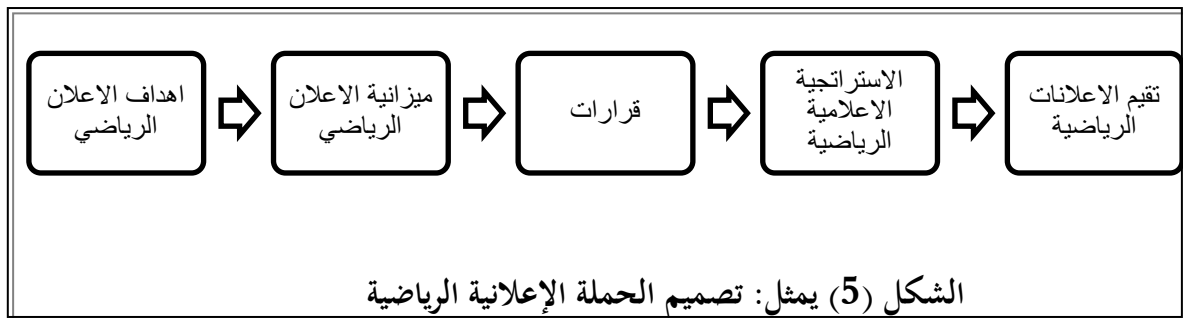 اهداف الاعلان
الرياضي
ميزانية الاعلان
الرياضي
قرارات
الاستراتجية
الاعلامية
الرياضية
تقيم الاعلانات
الرياضية
الشكل (5) يمثل: تصميم الحملة الإعلانية الرياضية